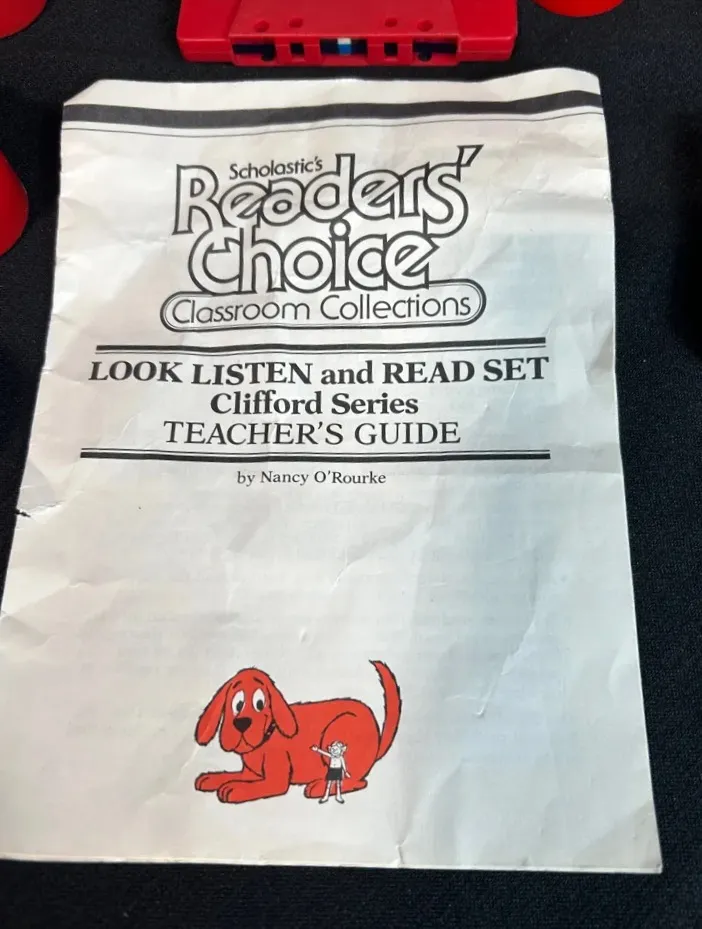 Scholastic's
Readers'
Choice
Classroom Collections
LOOK LISTEN and READ SET
Clifford Series
TEACHER'S GUIDE
by Nancy O'Rourke